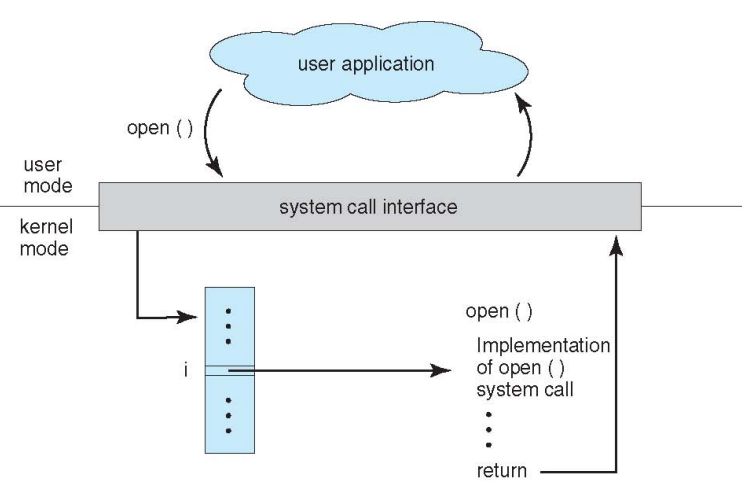 user application
open ( )
user
mode
system call interface
kernel
mode
open ( )
i
Implementation
of open ( )
system call
return